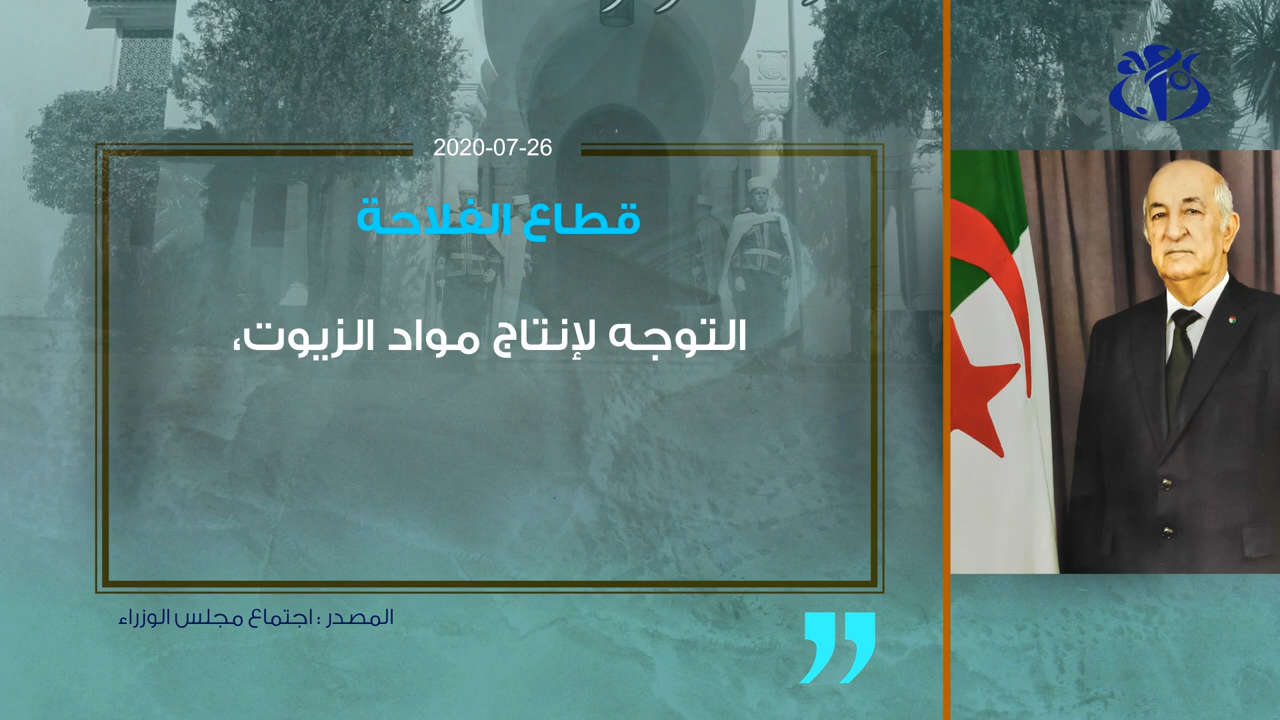 2020-07-26
قطاع الفلاحة
التوجه لإنتاج مواد الزيوت،
المصدر : اجتماع مجلس الوزراء